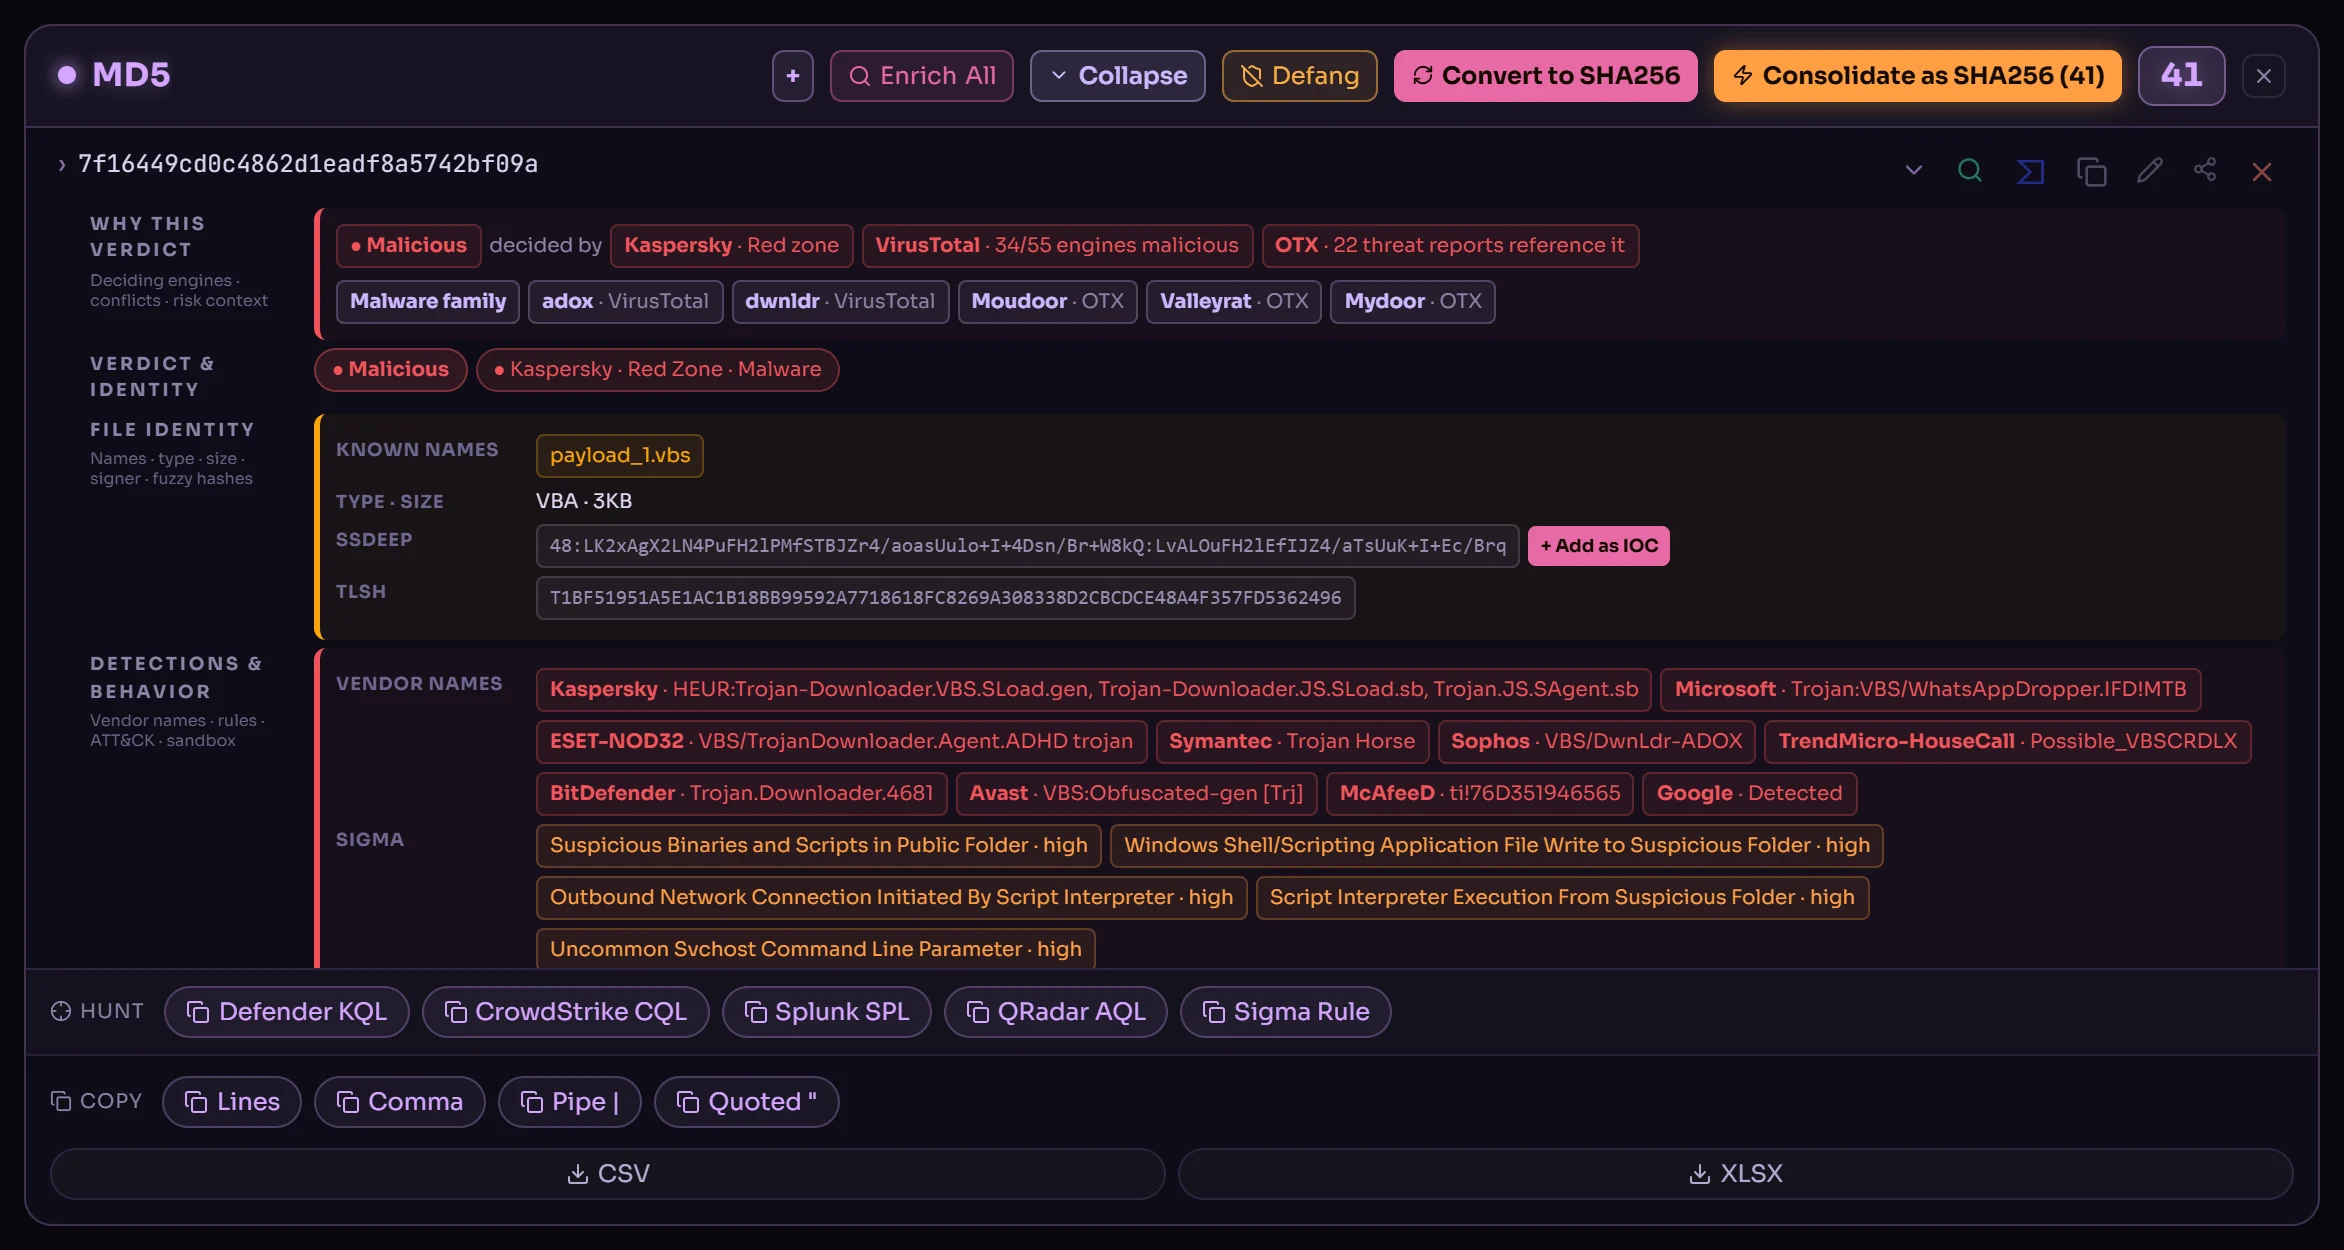 MD5
+
Enrich All
Collapse
Defang
Convert to SHA256
Consolidate as SHA256 (41)
41
7f16449cd0c4862d1eadf8a5742bf09a
WHY THIS
VERDICT
Deciding engines ·
conflicts · risk context
Malicious decided by Kaspersky · Red zone VirusTotal · 34/55 engines malicious OTX · 22 threat reports reference it
Malware family adox · VirusTotal dwnldr · VirusTotal Moudoor · OTX Valleyrat · OTX Mydoor · OTX
VERDICT &
IDENTITY
Malicious Kaspersky · Red Zone · Malware
FILE IDENTITY
Names · type · size ·
signer · fuzzy hashes
KNOWN NAMES payload_1.vbs
TYPE · SIZE VBA · 3KB
SSDEEP 48:LK2xAgX2LN4PuFH2lPMfSTBJZr4/aoasUulo+I+4Dsn/Br+W8kQ:LvALOuFH2lEfIJZ4/aTsUuK+I+Ec/Brq + Add as IOC
TLSH T1BF51951A5E1AC1B18BB99592A7718618FC8269A308338D2CBCDCE48A4F357FD5362496
DETECTIONS &
BEHAVIOR
Vendor names · rules ·
ATT&CK · sandbox
VENDOR NAMES Kaspersky · HEUR:Trojan-Downloader.VBS.SLoad.gen, Trojan-Downloader.JS.SLoad.sb, Trojan.JS.SAgent.sb Microsoft · Trojan:VBS/WhatsAppDropper.IFD!MTB
ESET-NOD32 · VBS/TrojanDownloader.Agent.ADHD trojan Symantec · Trojan Horse Sophos · VBS/DwnLdr-ADOX TrendMicro-HouseCall · Possible_VBSCRDLX
BitDefender · Trojan.Downloader.4681 Avast · VBS:Obfuscated-gen [Trj] McAfeeD · ti!76D351946565 Google · Detected
SIGMA Suspicious Binaries and Scripts in Public Folder · high Windows Shell/Scripting Application File Write to Suspicious Folder · high
Outbound Network Connection Initiated By Script Interpreter · high Script Interpreter Execution From Suspicious Folder · high
Uncommon Svchost Command Line Parameter · high
HUNT Defender KQL CrowdStrike CQL Splunk SPL QRadar AQL Sigma Rule
COPY Lines Comma Pipe | Quoted "
CSV XLSX